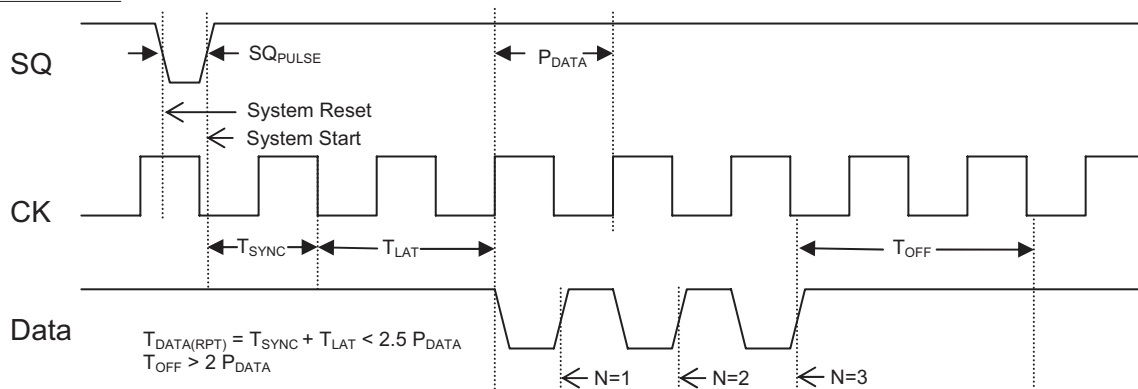 SQ
SQPULSE
PDATA
System Reset
System Start
CK
TSYNC
TLAT
TOFF
Data
TDATA(RPT) = TSYNC + TLAT < 2.5 PDATA
TOFF > 2 PDATA
N=1
N=2
N=3